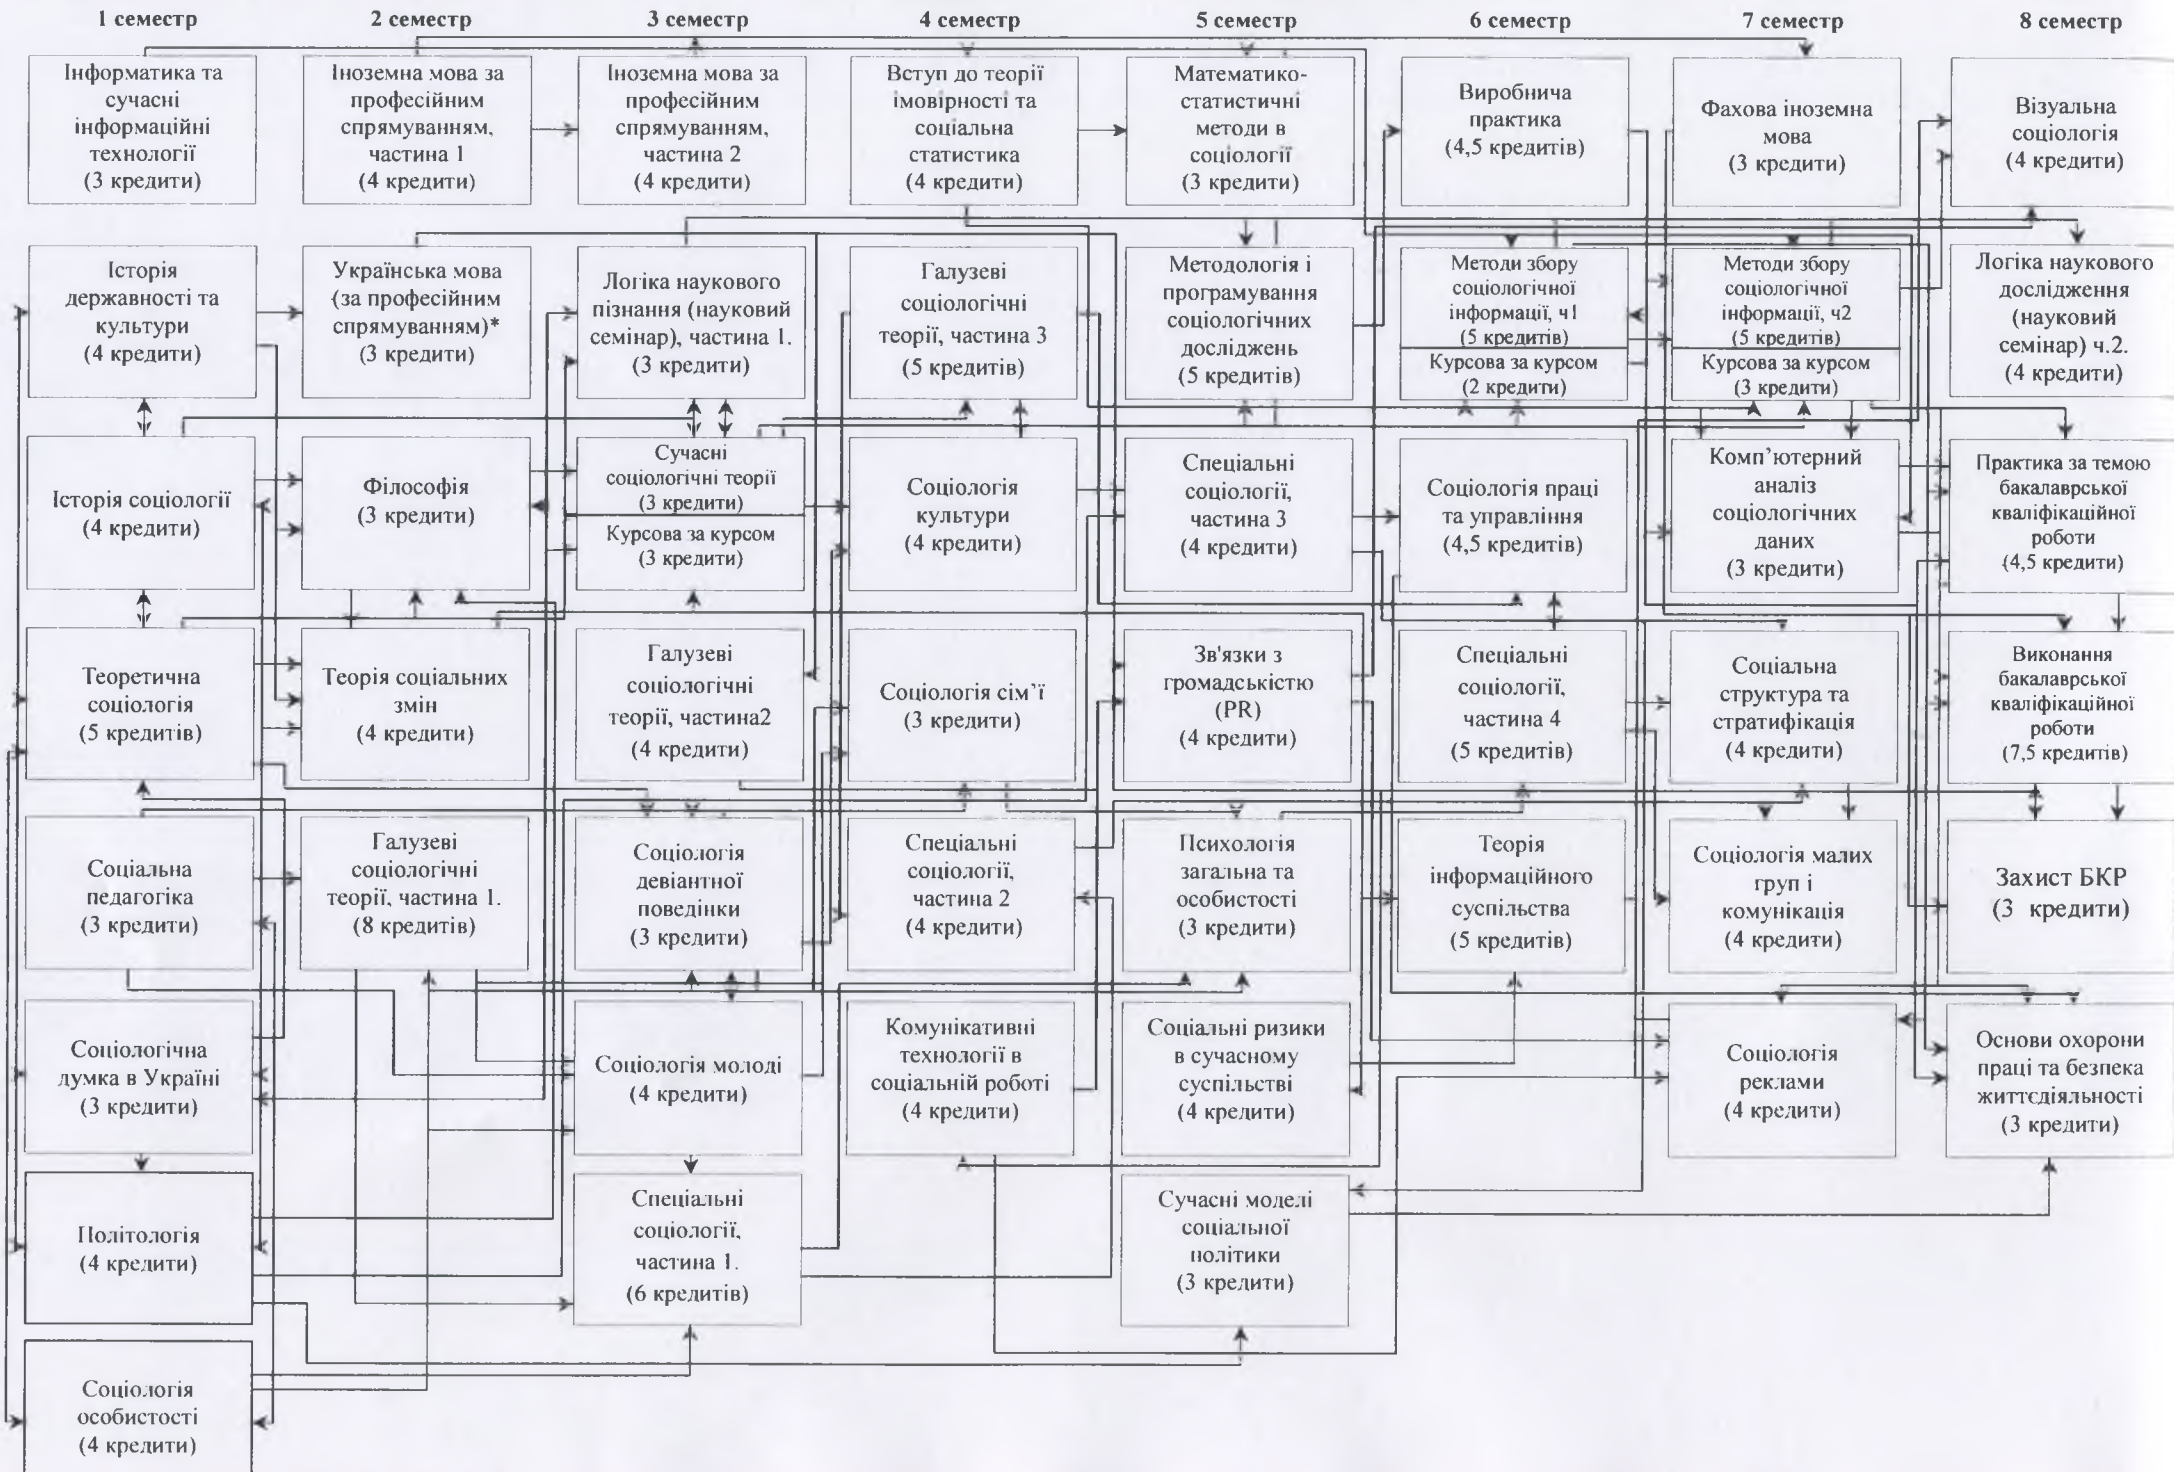 1 семестр
2 семестр
3 семестр
4 семестр
5 семестр
6 семестр
7 семестр
8 семестр
Інформатика та
сучасні
інформаційні
технології
(3 кредити)
Іноземна мова за
професійним
спрямуванням,
частина 1
(4 кредити)
Іноземна мова за
професійним
спрямуванням,
частина 2
(4 кредити)
Вступ до теорії
імовірності та
соціальна
статистика
(4 кредити)
Математико-
статистичні
методи в
соціології
(3 кредити)
Виробнича
практика
(4,5 кредитів)
Фахова іноземна
мова
(3 кредити)
Візуальна
соціологія
(4 кредити)
Історія
державності та
культури
(4 кредити)
Українська мова
(за професійним
спрямуванням)*
(3 кредити)
Логіка наукового
пізнання (науковий
семінар), частина 1.
(3 кредити)
Галузеві
соціологічні
теорії, частина 3
(5 кредитів)
Методологія і
програмування
соціологічних
досліджень
(5 кредитів)
Методи збору
соціологічної
інформації, ч1
(5 кредитів)
Курсова за курсом
(2 кредити)
Методи збору
соціологічної
інформації, ч2
(5 кредитів)
Курсова за курсом
(3 кредити)
Логіка наукового
дослідження
(науковий
семінар) ч.2.
(4 кредити)
Історія соціології
(4 кредити)
Філософія
(3 кредити)
Сучасні
соціологічні теорії
(3 кредити)
Курсова за курсом
(3 кредити)
Соціологія
культури
(4 кредити)
Спеціальні
соціології,
частина 3
(4 кредити)
Соціологія праці
та управління
(4,5 кредитів)
Комп’ютерний
аналіз
соціологічних
даних
(3 кредити)
Практика за темою
бакалаврської
кваліфікаційної
роботи
(4,5 кредити)
Теоретична
соціологія
(5 кредитів)
Теорія соціальних
змін
(4 кредити)
Галузеві
соціологічні
теорії, частина2
(4 кредити)
Соціологія сім’ї
(3 кредити)
Зв'язки з
громадськістю
(PR)
(4 кредити)
Спеціальні
соціології,
частина 4
(5 кредитів)
Соціальна
структура та
стратифікація
(4 кредити)
Виконання
бакалаврської
кваліфікаційної
роботи
(7,5 кредитів)
Соціальна
педагогіка
(3 кредити)
Галузеві
соціологічні
теорії, частина 1.
(8 кредитів)
Соціологія
девіантної
поведінки
(3 кредити)
Спеціальні
соціології,
частина 2
(4 кредити)
Психологія
загальна та
особистості
(3 кредити)
Теорія
інформаційного
суспільства
(5 кредитів)
Соціологія малих
груп і
комунікація
(4 кредити)
Захист БКР
(3 кредити)
Соціологічна
думка в Україні
(3 кредити)
Соціологія молоді
(4 кредити)
Комунікативні
технології в
соціальній роботі
(4 кредити)
Соціальні ризики
в сучасному
суспільстві
(4 кредити)
Соціологія
реклами
(4 кредити)
Основи охорони
праці та безпека
життєдіяльності
(3 кредити)
Політологія
(4 кредити)
Спеціальні
соціології,
частина 1.
(6 кредитів)
Сучасні моделі
соціальної
політики
(3 кредити)
Соціологія
особистості
(4 кредити)